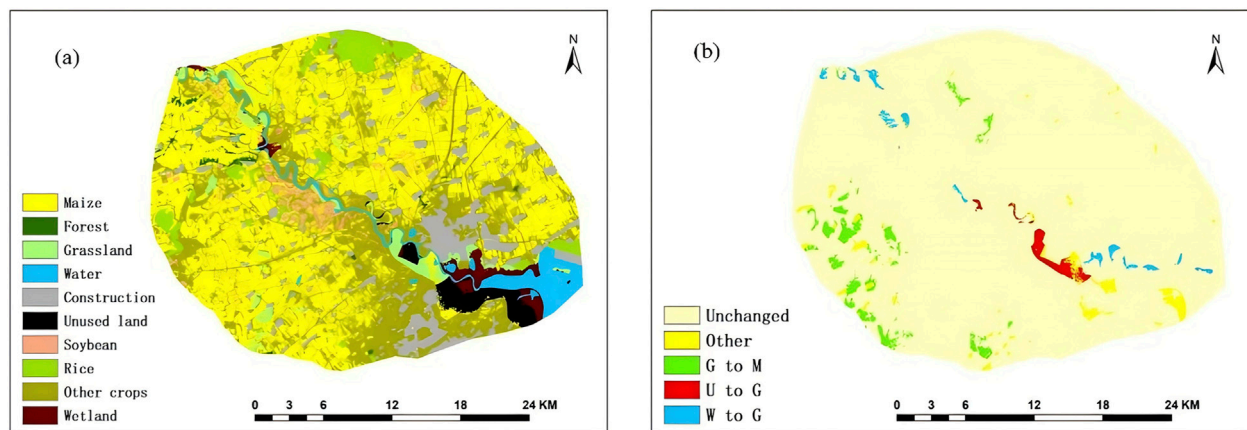 (a)
N
Maize
Forest
Grassland
Water
Construction
Unused land
Soybean
Rice
Other crops
Wetland
0 3 6 12 18 24 KM
(b)
N
Unchanged
Other
G to M
U to G
W to G
0 3 6 12 18 24 KM